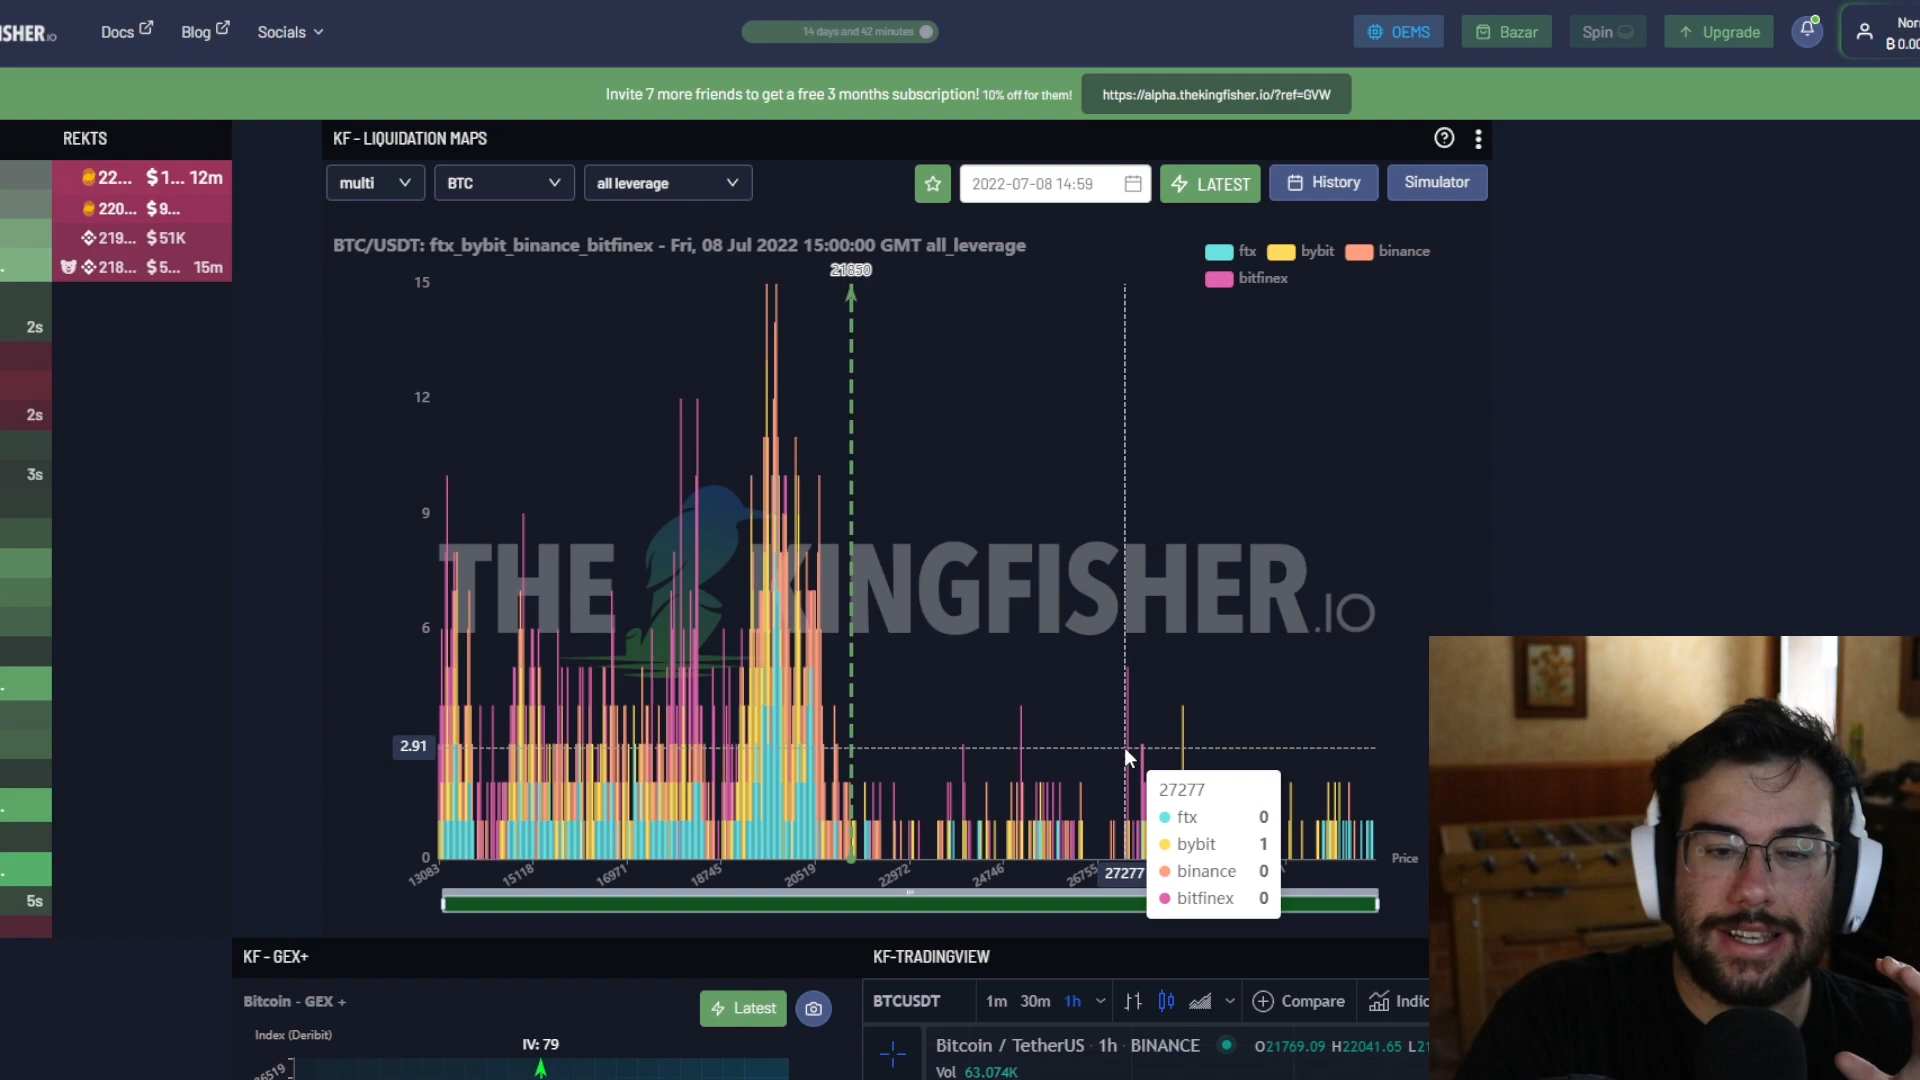 SHER.io
Docs
Blog
Socials
14 days and 42 minutes
OEMS
Bazar
Spin
Upgrade
Invite 7 more friends to get a free 3 months subscription! 10% off for them!
https://alpha.thekingfisher.io/?ref=GVW
REKTS
22... $1... 12m
220... $9...
219... $51K
218... $5... 15m
2s
2s
3s
5s
KF - LIQUIDATION MAPS
multi
BTC
all leverage
2022-07-08 14:59
LATEST
History
Simulator
BTC/USDT: ftx_bybit_binance_bitfinex - Fri, 08 Jul 2022 15:00:00 GMT all_leverage
ftx
bybit
binance
bitfinex
21850
15
12
9
6
2.91
0
THE KINGFISHER.IO
13083
15118
16971
18745
20519
22972
24746
26755
27277
Price
27277
ftx 0
bybit 1
binance 0
bitfinex 0
KF - GEX+
Bitcoin - GEX +
Latest
Index (Deribit)
IV: 79
KF-TRADINGVIEW
BTCUSDT
1m
30m
1h
Compare
Indic
Bitcoin / TetherUS · 1h · BINANCE
O21769.09 H22041.65 L21
Vol 63.074K